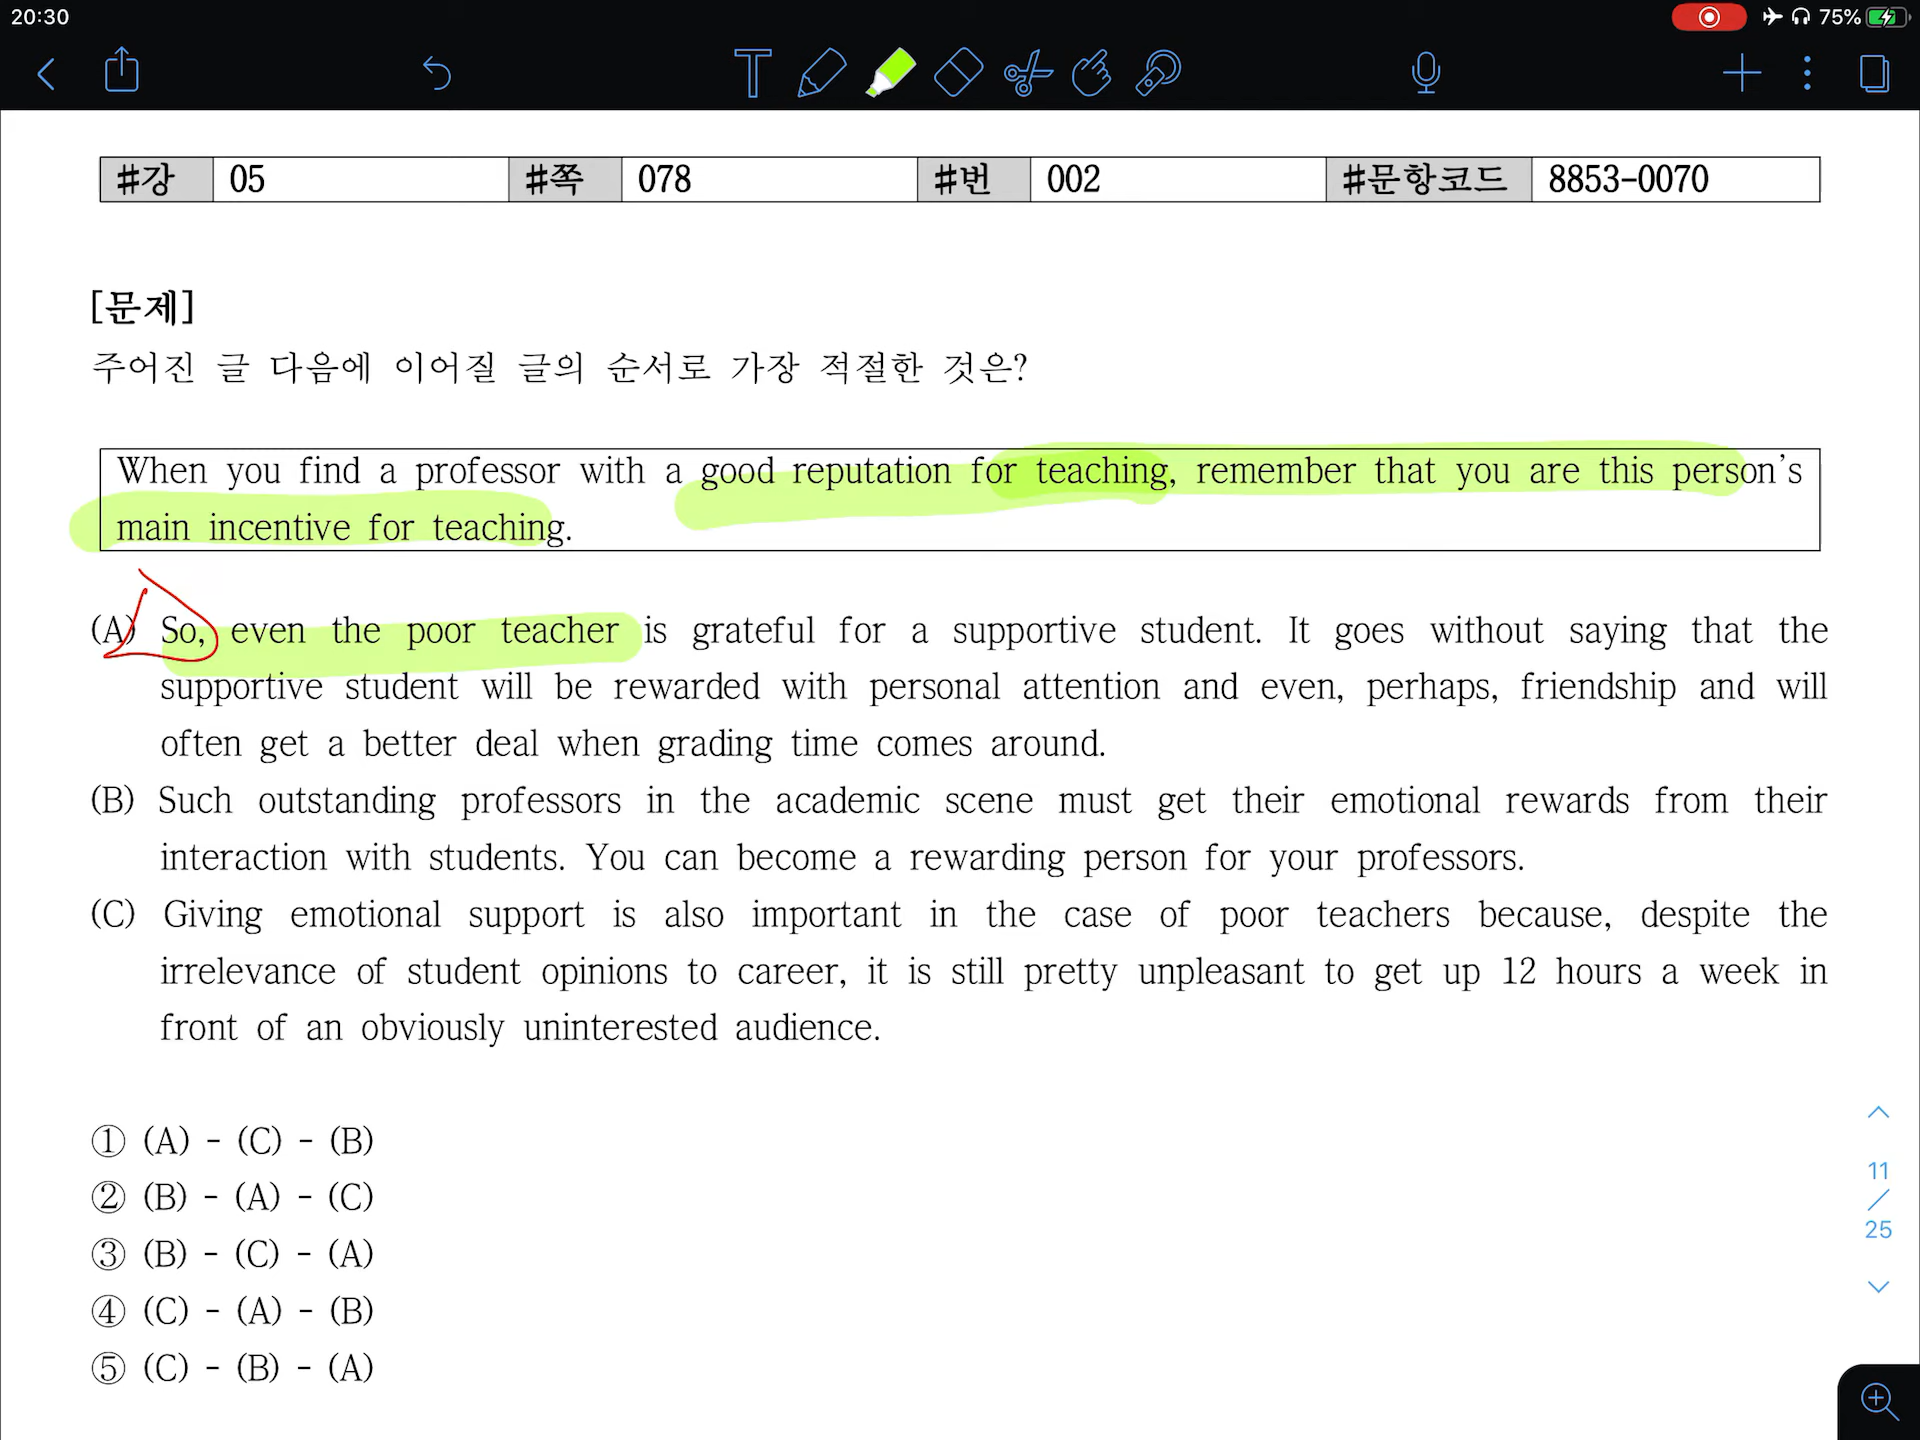 20:30
75%
#강 05 #쪽 078 #번 002 #문항코드 8853-0070
[문제]
주어진 글 다음에 이어질 글의 순서로 가장 적절한 것은?
When you find a professor with a good reputation for teaching, remember that you are this person's
main incentive for teaching.
(A) So, even the poor teacher is grateful for a supportive student. It goes without saying that the
supportive student will be rewarded with personal attention and even, perhaps, friendship and will
often get a better deal when grading time comes around.
(B) Such outstanding professors in the academic scene must get their emotional rewards from their
interaction with students. You can become a rewarding person for your professors.
(C) Giving emotional support is also important in the case of poor teachers because, despite the
irrelevance of student opinions to career, it is still pretty unpleasant to get up 12 hours a week in
front of an obviously uninterested audience.
① (A) - (C) - (B)
② (B) - (A) - (C)
③ (B) - (C) - (A)
④ (C) - (A) - (B)
⑤ (C) - (B) - (A)
11
/
25